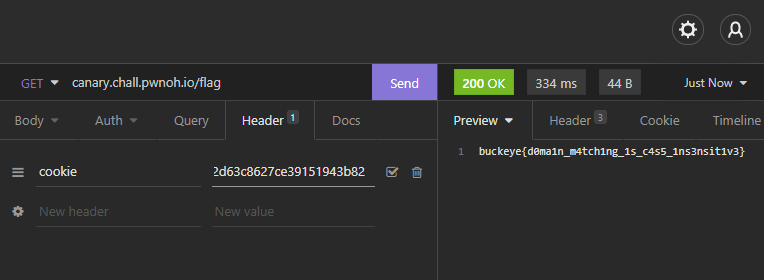 GET canary.chall.pwnoh.io/flag Send 200 OK 334 ms 44 B Just Now
Body Auth Query Header 1 Docs Preview Header 3 Cookie Timeline
cookie 2d63c8627ce39151943b82 1 buckeye{d0ma1n_m4tch1ng_1s_c4s5_1ns3nsit1v3}
New header New value